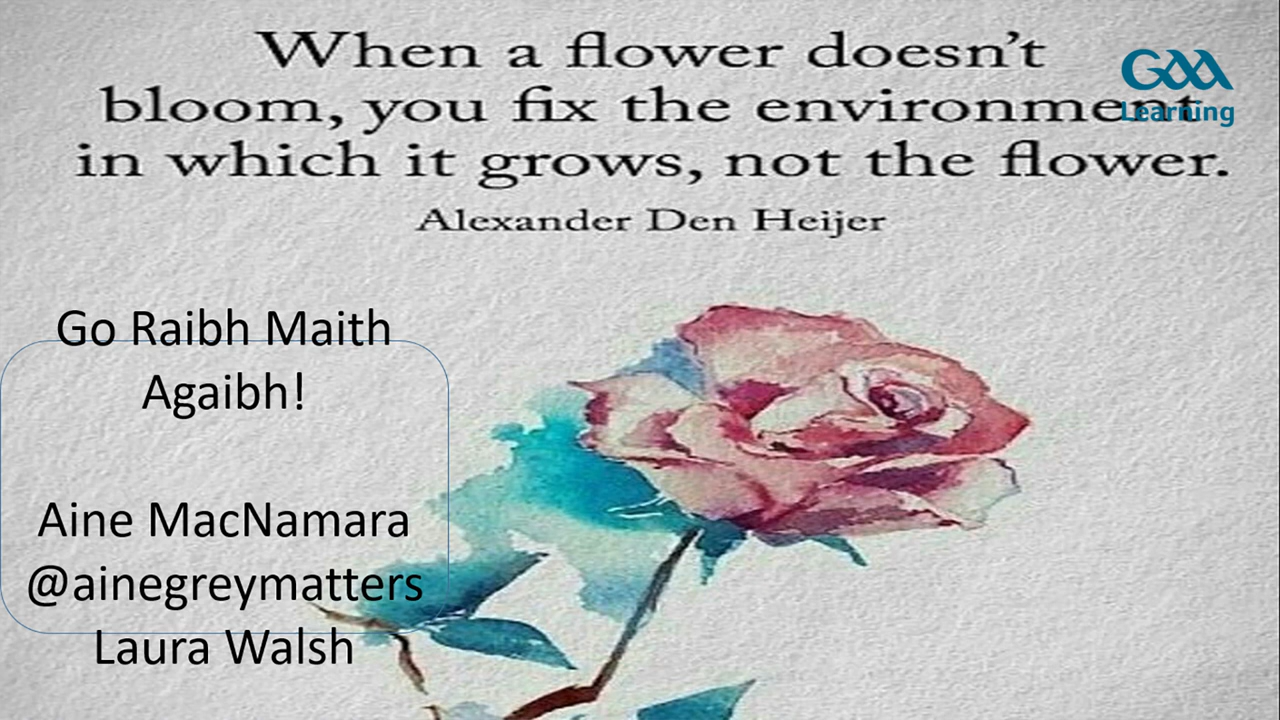 When a flower doesn't
bloom, you fix the environment
in which it grows, not the flower.
Alexander Den Heijer
GAA
Learning
Go Raibh Maith
Agaibh!
Aine MacNamara
@ainegreymatters
Laura Walsh